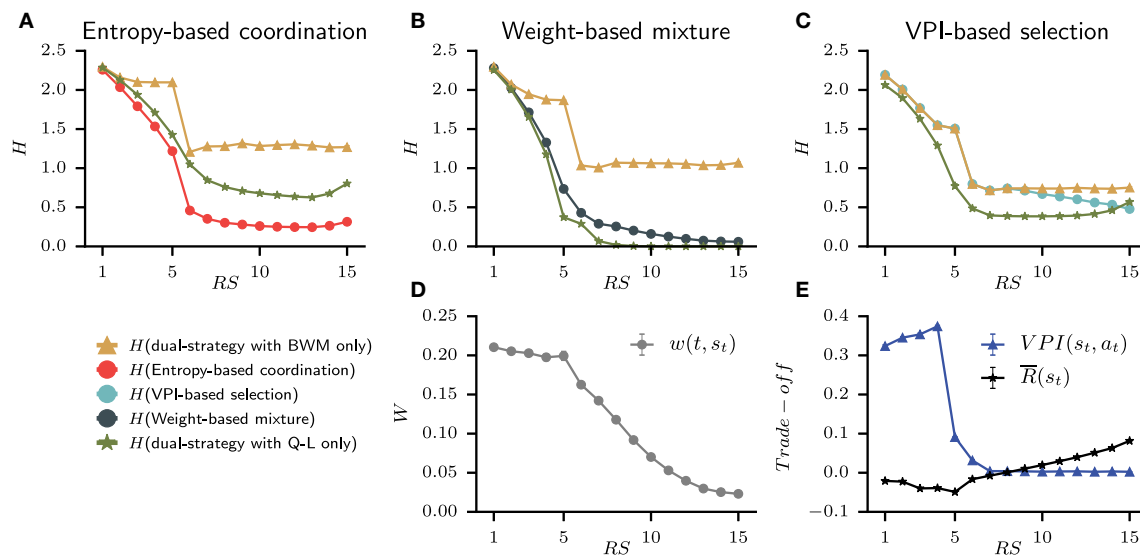 A Entropy-based coordination
B Weight-based mixture
C VPI-based selection
2.5
2.0
1.5
1.0
0.5
0.0
H
1 5 10 15
RS
2.5
2.0
1.5
1.0
0.5
0.0
H
1 5 10 15
RS
2.5
2.0
1.5
1.0
0.5
0.0
H
1 5 10 15
RS
H(dual-strategy with BWM only)
H(Entropy-based coordination)
H(VPI-based selection)
H(Weight-based mixture)
H(dual-strategy with Q-L only)
D
0.25
0.20
0.15
0.10
0.05
0.00
W
w(t, s_t)
1 5 10 15
RS
E
0.4
0.3
0.2
0.1
0.0
−0.1
Trade−off
VPI(s_t, a_t)
R̅(s_t)
1 5 10 15
RS